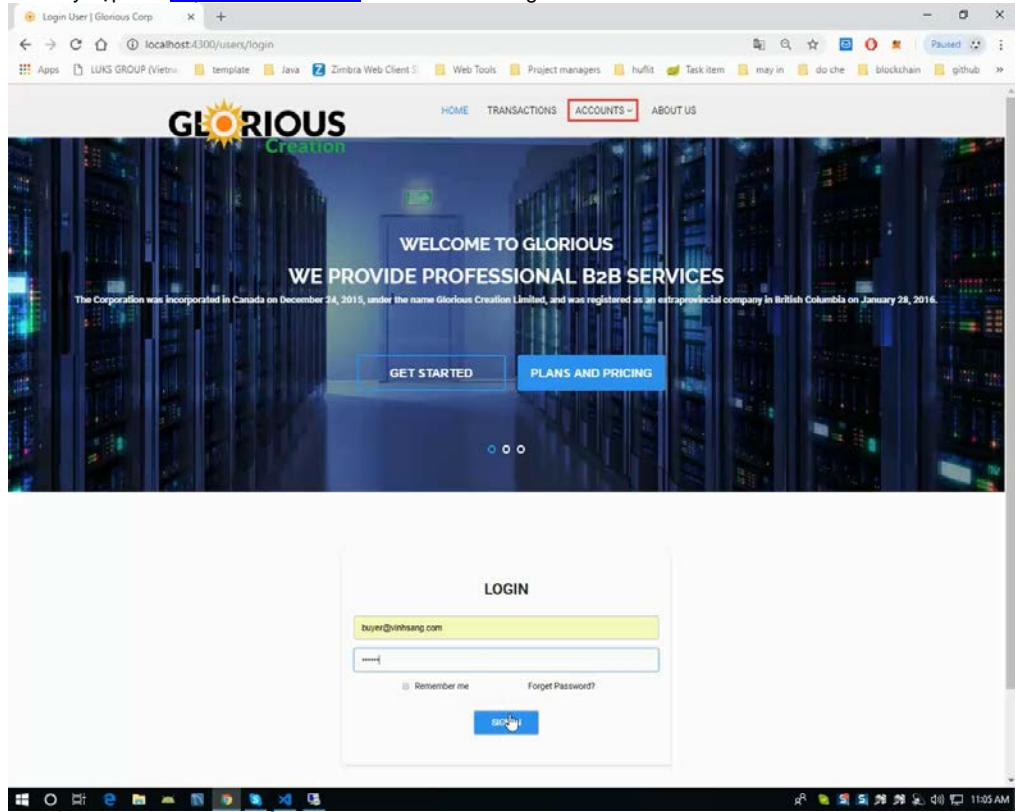 Login User | Glorious Corp
localhost:4300/users/login
Paused
Apps
LUKS GROUP (Vietna
template
Java
Zimbra Web Client S
Web Tools
Project managers
huflit
Task item
may in
do che
blockchain
github
»
GLORIOUS
Creation
HOME TRANSACTIONS ACCOUNTS ABOUT US
WELCOME TO GLORIOUS
WE PROVIDE PROFESSIONAL B2B SERVICES
The Corporation was incorporated in Canada on December 24, 2015, under the name Glorious Creation Limited, and was registered as an extraprovincial company in British Columbia on January 28, 2016.
GET STARTED PLANS AND PRICING
LOGIN
buyer@vinhsang.com
Remember me Forget Password?
11:05 AM